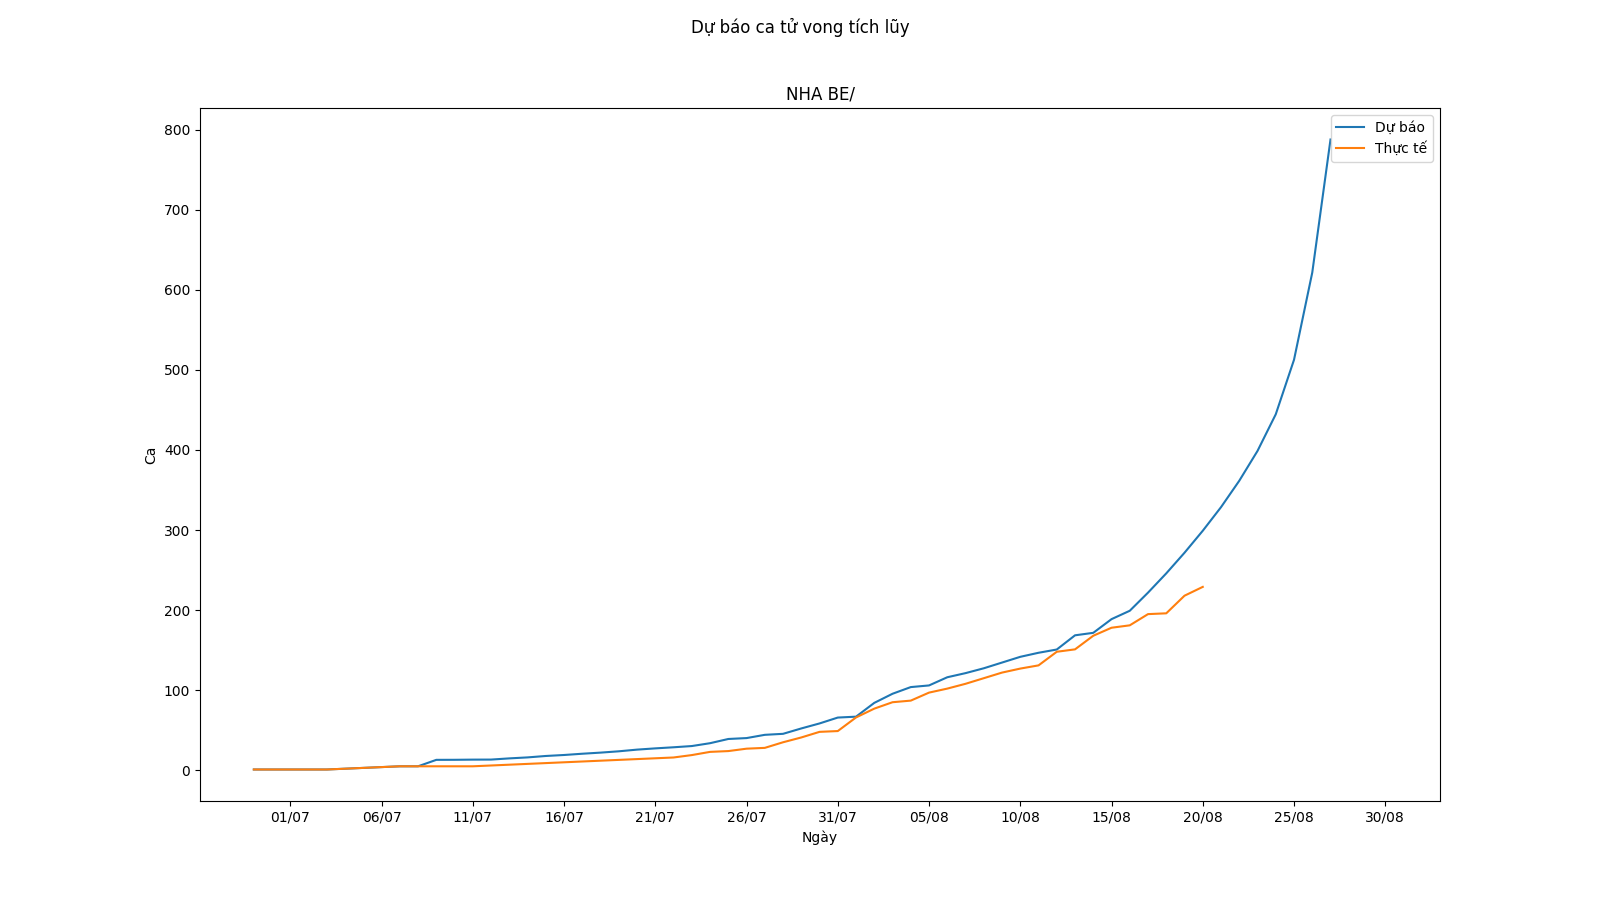 Dự báo ca tử vong tích lũy
NHA BE/
Dự báo
Thực tế
800
700
600
500
400
300
200
100
0
Ca
01/07 06/07 11/07 16/07 21/07 26/07 31/07 05/08 10/08 15/08 20/08 25/08 30/08
Ngày